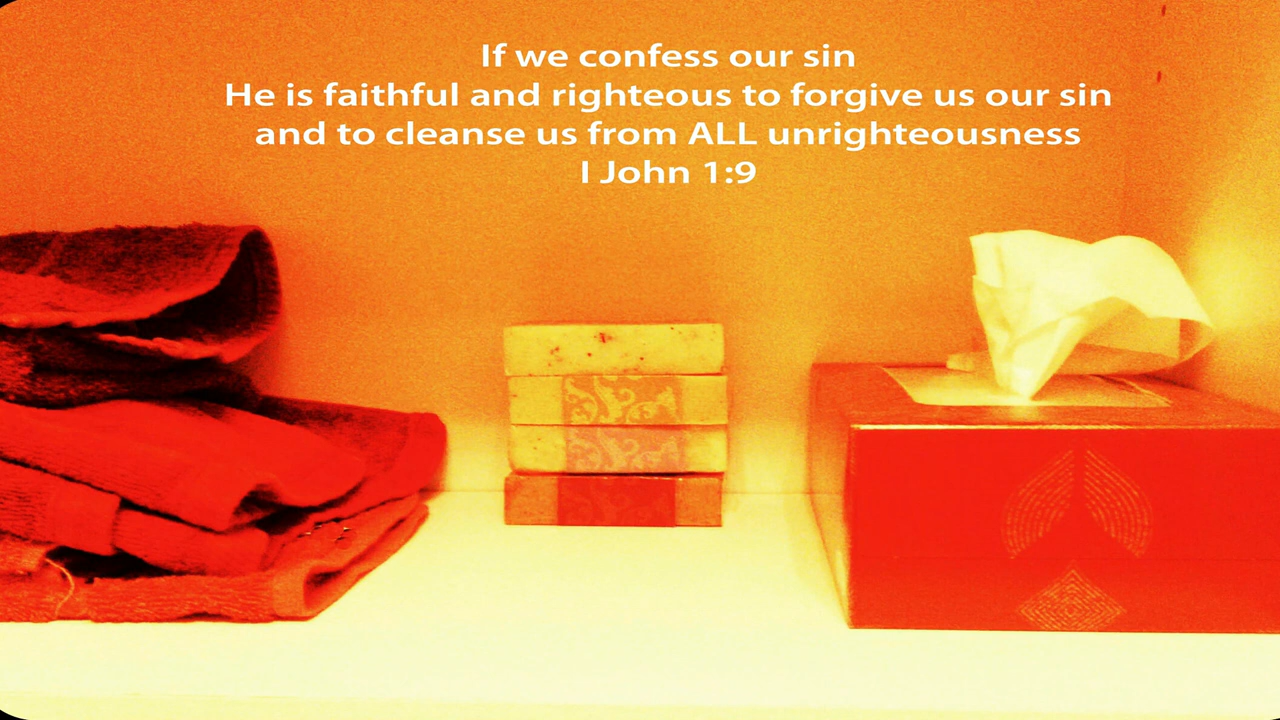 If we confess our sin
He is faithful and righteous to forgive us our sin
and to cleanse us from ALL unrighteousness
I John 1:9